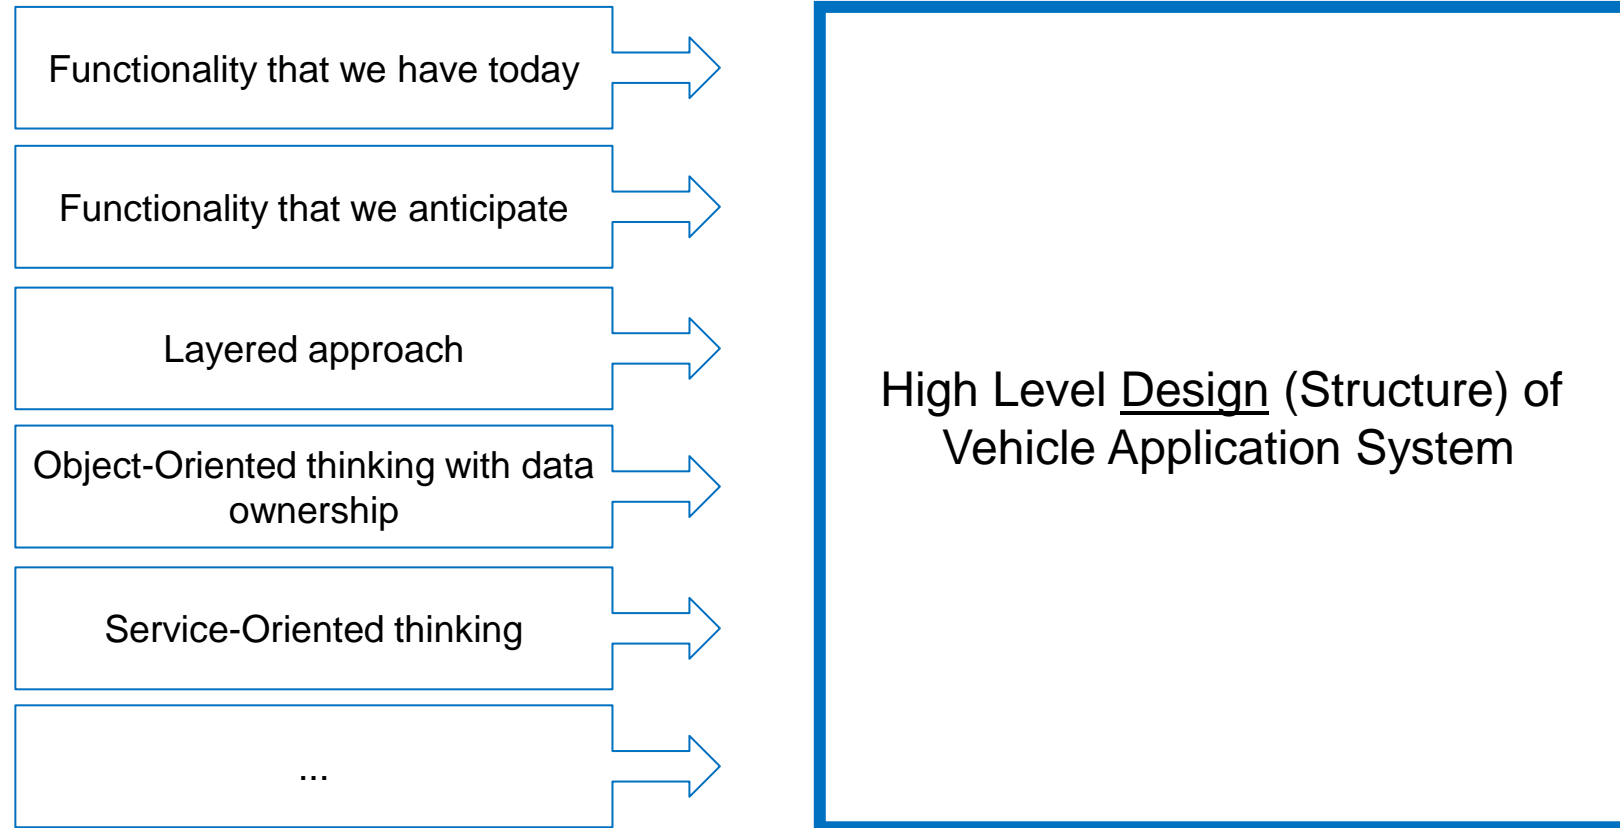 Functionality that we have today
Functionality that we anticipate
Layered approach
Object-Oriented thinking with data
ownership
Service-Oriented thinking
...
High Level Design (Structure) of
Vehicle Application System